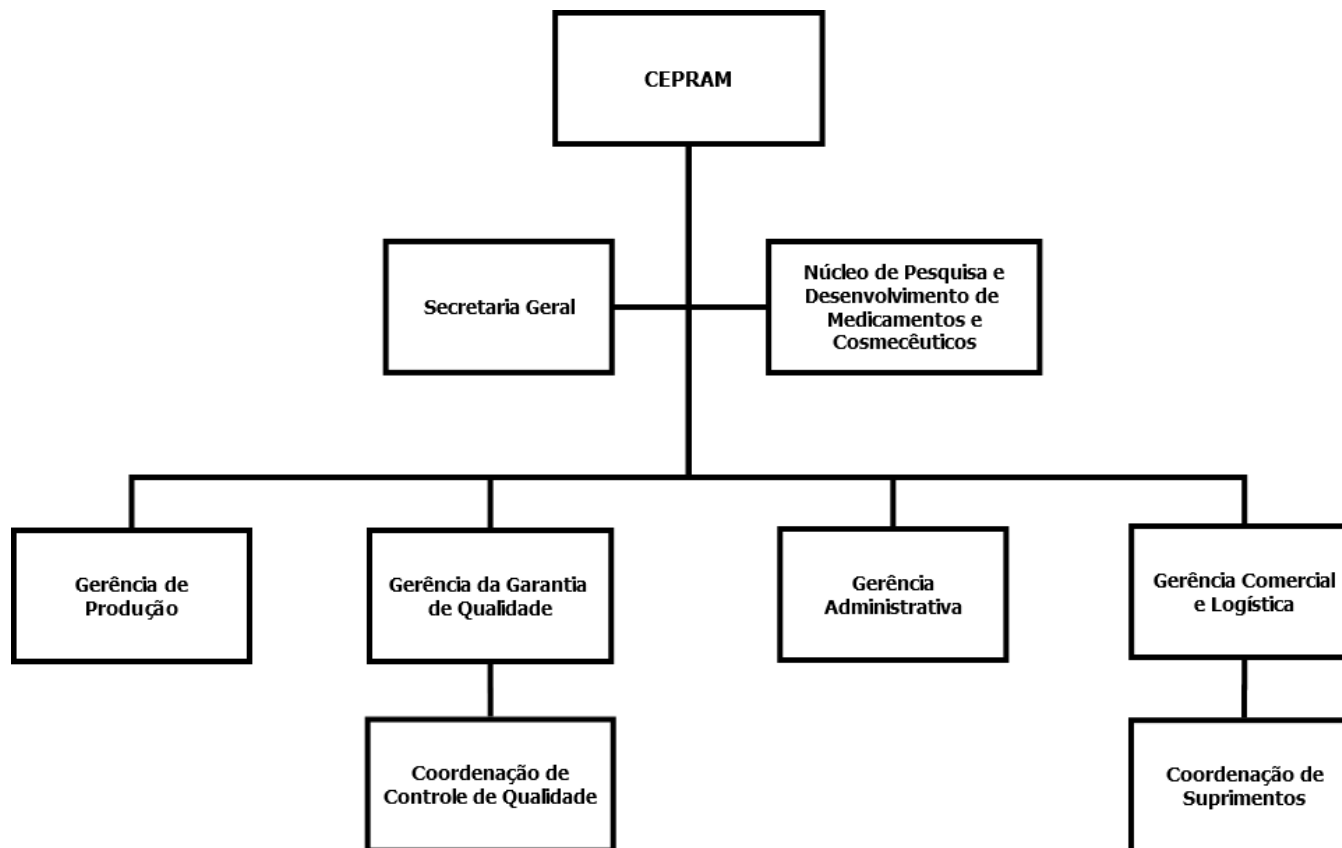 CEPRAM
Secretaria Geral
Núcleo de Pesquisa e
Desenvolvimento de
Medicamentos e
Cosmecêuticos
Gerência de
Produção
Gerência da Garantia
de Qualidade
Gerência
Administrativa
Gerência Comercial
e Logística
Coordenação de
Controle de Qualidade
Coordenação de
Suprimentos